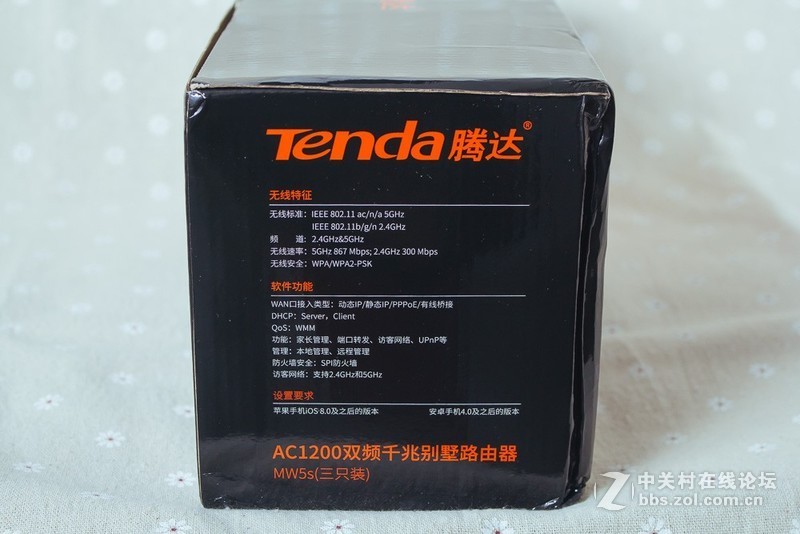 Tenda 腾达®
无线特征
无线标准：IEEE 802.11 ac/n/a 5GHz
IEEE 802.11b/g/n 2.4GHz
频 道：2.4GHz&5GHz
无线速率：5GHz 867 Mbps; 2.4GHz 300 Mbps
无线安全：WPA/WPA2-PSK
软件功能
WAN口接入类型：动态IP/静态IP/PPPoE/有线桥接
DHCP：Server，Client
QoS：WMM
功能：家长管理、端口转发、访客网络、UPnP等
管理：本地管理、远程管理
防火墙安全：SPI防火墙
访客网络：支持2.4GHz和5GHz
设置要求
苹果手机iOS 8.0及之后的版本 安卓手机4.0及之后的版本
AC1200双频千兆别墅路由器
MW5s(三只装)
Z 中关村在线论坛
bbs.zol.com.cn